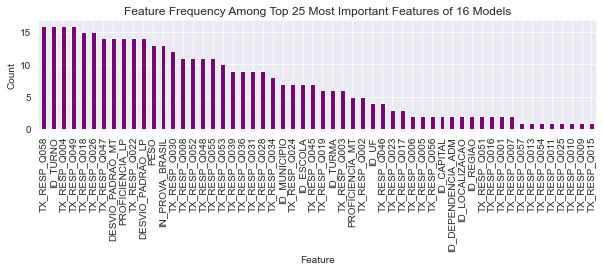 Feature Frequency Among Top 25 Most Important Features of 16 Models
15
10
5
0
Count
TX_RESP_Q058
ID_TURNO
TX_RESP_Q004
TX_RESP_Q049
TX_RESP_Q018
TX_RESP_Q026
TX_RESP_Q047
DESVIO_PADRAO_MT
PROFICIENCIA_LP
TX_RESP_Q022
DESVIO_PADRAO_LP
PESO
IN_PROVA_BRASIL
TX_RESP_Q030
TX_RESP_Q008
TX_RESP_Q052
TX_RESP_Q048
TX_RESP_Q055
TX_RESP_Q053
TX_RESP_Q039
TX_RESP_Q036
TX_RESP_Q031
TX_RESP_Q028
TX_RESP_Q034
ID_MUNICIPIO
TX_RESP_Q024
ID_ESCOLA
TX_RESP_Q045
TX_RESP_Q019
ID_TURMA
TX_RESP_Q003
PROFICIENCIA_MT
TX_RESP_Q002
ID_UF
TX_RESP_Q046
TX_RESP_Q023
TX_RESP_Q017
TX_RESP_Q006
TX_RESP_Q005
TX_RESP_Q056
ID_CAPITAL
ID_DEPENDENCIA_ADM
ID_LOCALIZACAO
ID_REGIAO
TX_RESP_Q051
TX_RESP_Q016
TX_RESP_Q001
TX_RESP_Q007
TX_RESP_Q057
TX_RESP_Q013
TX_RESP_Q054
TX_RESP_Q011
TX_RESP_Q025
TX_RESP_Q010
TX_RESP_Q009
TX_RESP_Q015
Feature